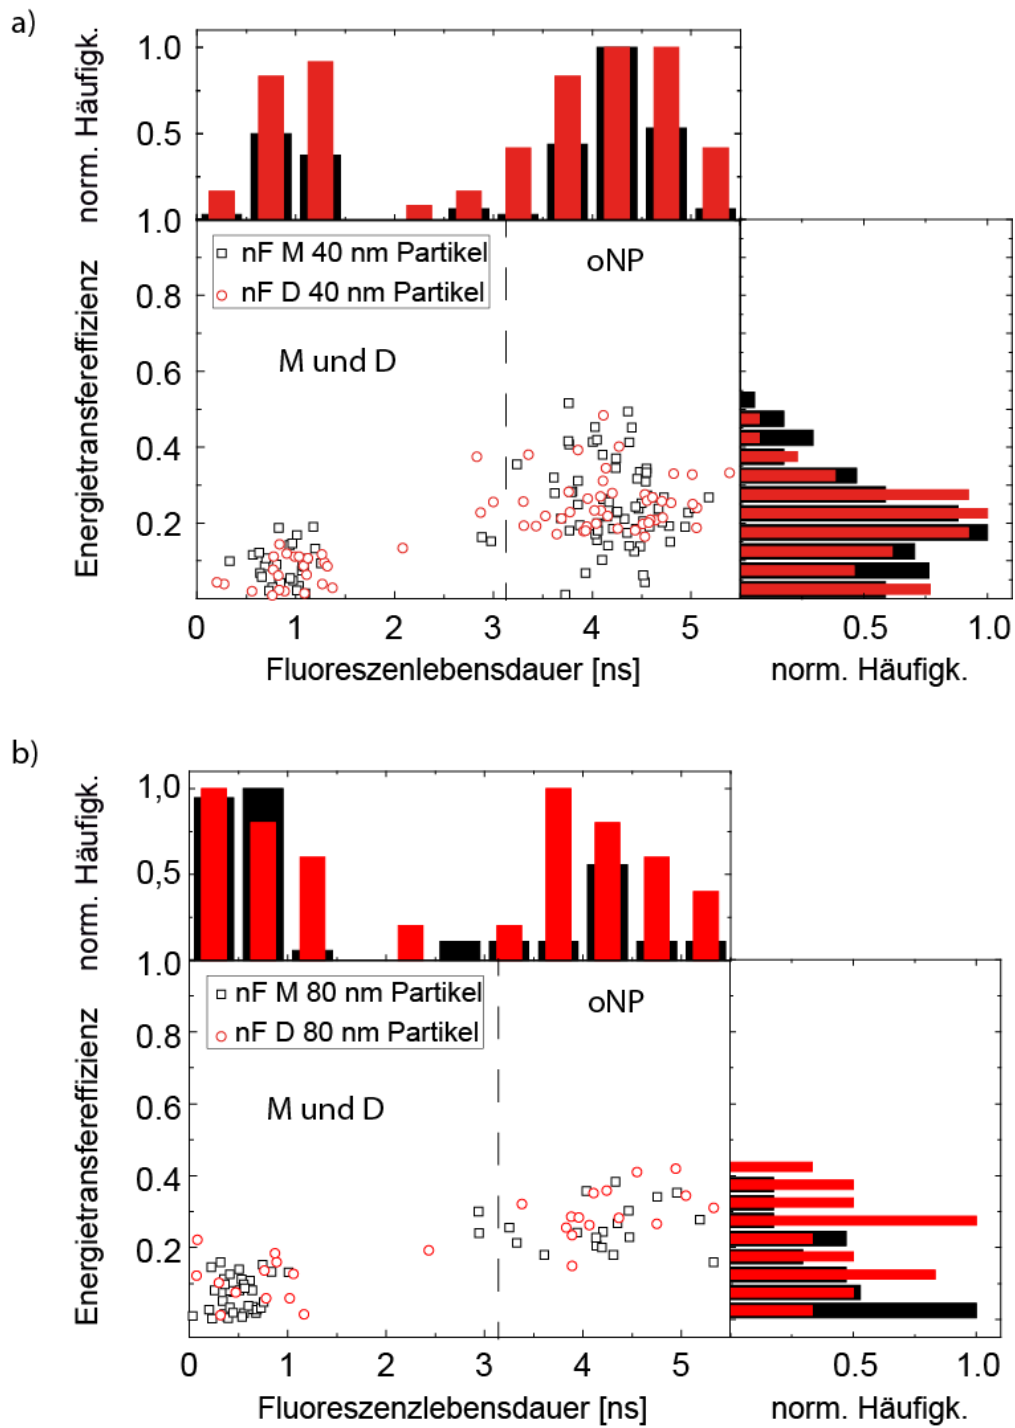 a)
norm. Häufigk.
1.0
0.5
1.0
Energietransfereffizienz
0.8
0.6
0.4
0.2
nF M 40 nm Partikel
nF D 40 nm Partikel
oNP
M und D
0 1 2 3 4 5
0.5 1.0
Fluoreszenlebensdauer [ns]
norm. Häufigk.
b)
norm. Häufigk.
1,0
0,5
1.0
Energietransfereffizienz
0.8
0.6
0.4
0.2
nF M 80 nm Partikel
nF D 80 nm Partikel
oNP
M und D
0 1 2 3 4 5
0.5 1.0
Fluoreszenzlebensdauer [ns]
norm. Häufigk.